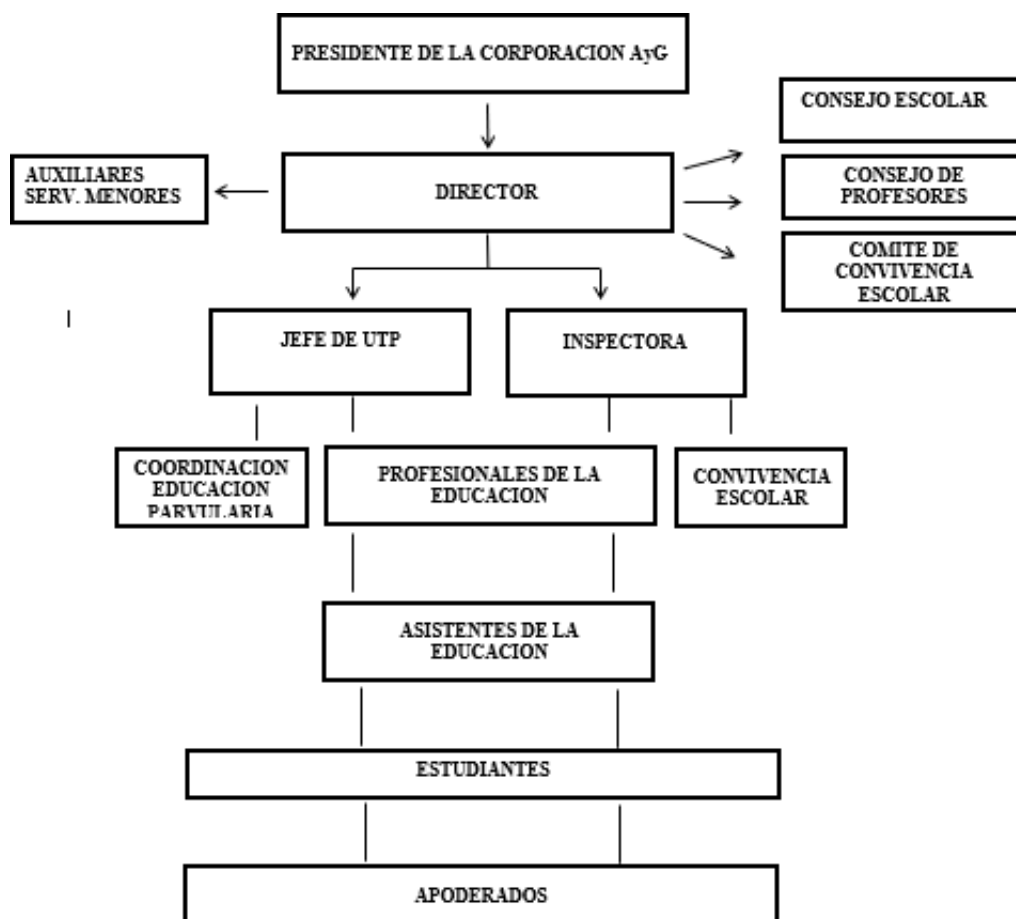 PRESIDENTE DE LA CORPORACION AyG
CONSEJO ESCOLAR
AUXILIARES
SERV. MENORES
DIRECTOR
CONSEJO DE
PROFESORES
COMITE DE
CONVIVENCIA
ESCOLAR
JEFE DE UTP
INSPECTORA
COORDINACION
EDUCACION
PARVULARIA
PROFESIONALES DE LA
EDUCACION
CONVIVENCIA
ESCOLAR
ASISTENTES DE LA
EDUCACION
ESTUDIANTES
APODERADOS